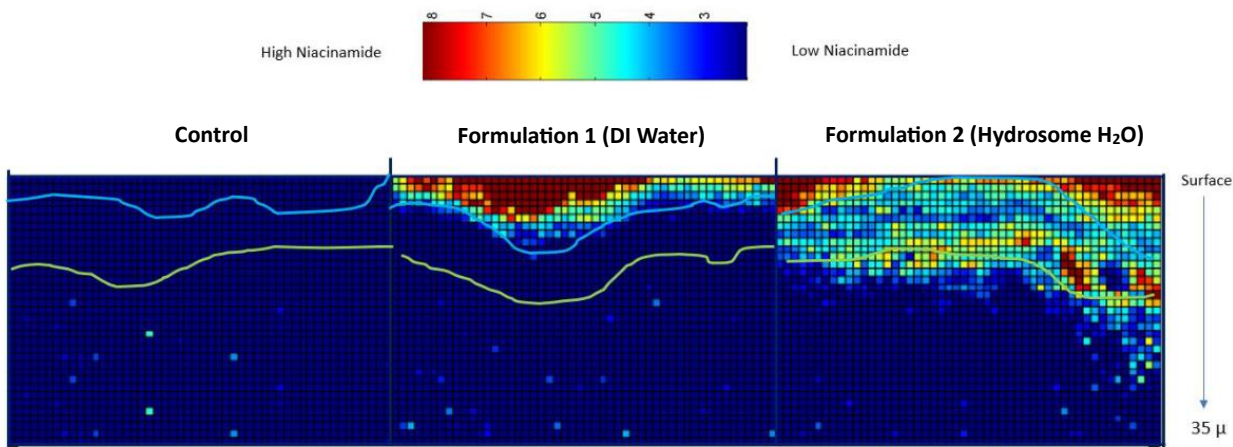 8 7 6 5 4 3
High Niacinamide
Low Niacinamide
Control
Formulation 1 (DI Water)
Formulation 2 (Hydrosome H₂O)
Surface
35 µ